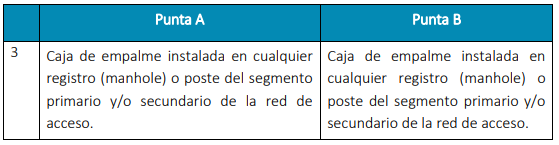 Punta A
Punta B
3
Caja de empalme instalada en cualquier
registro (manhole) o poste del segmento
primario y/o secundario de la red de
acceso.
Caja de empalme instalada en
cualquier registro (manhole) o
poste del segmento primario y/o
secundario de la red de acceso.